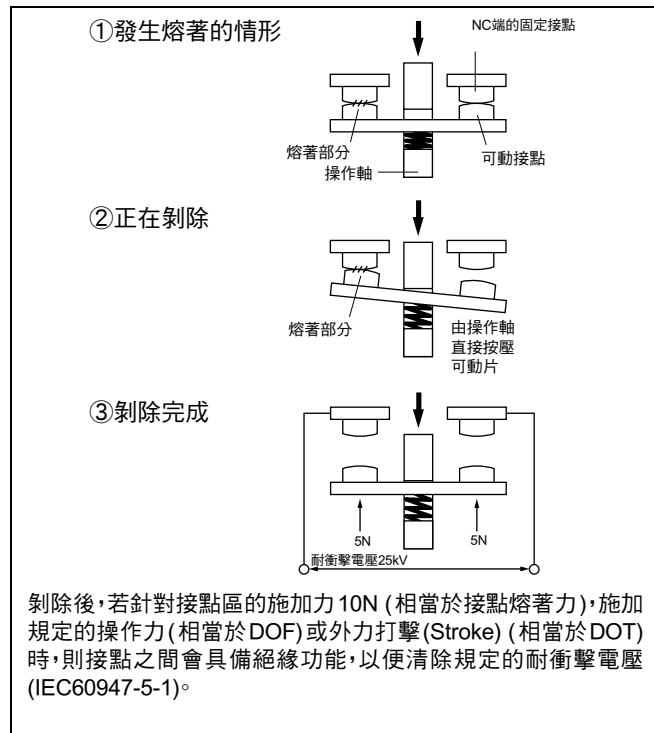 ①發生熔著的情形
NC端的固定接點
熔著部分
操作軸
可動接點
②正在剝除
熔著部分
由操作軸
直接按壓
可動片
③剝除完成
5N
5N
耐衝擊電壓25kV
剝除後，若針對接點區的施加力10N (相當於接點熔著力)，施加
規定的操作力(相當於DOF)或外力打擊(Stroke) (相當於DOT)
時，則接點之間會具備絕緣功能，以便清除規定的耐衝擊電壓
(IEC60947-5-1)。